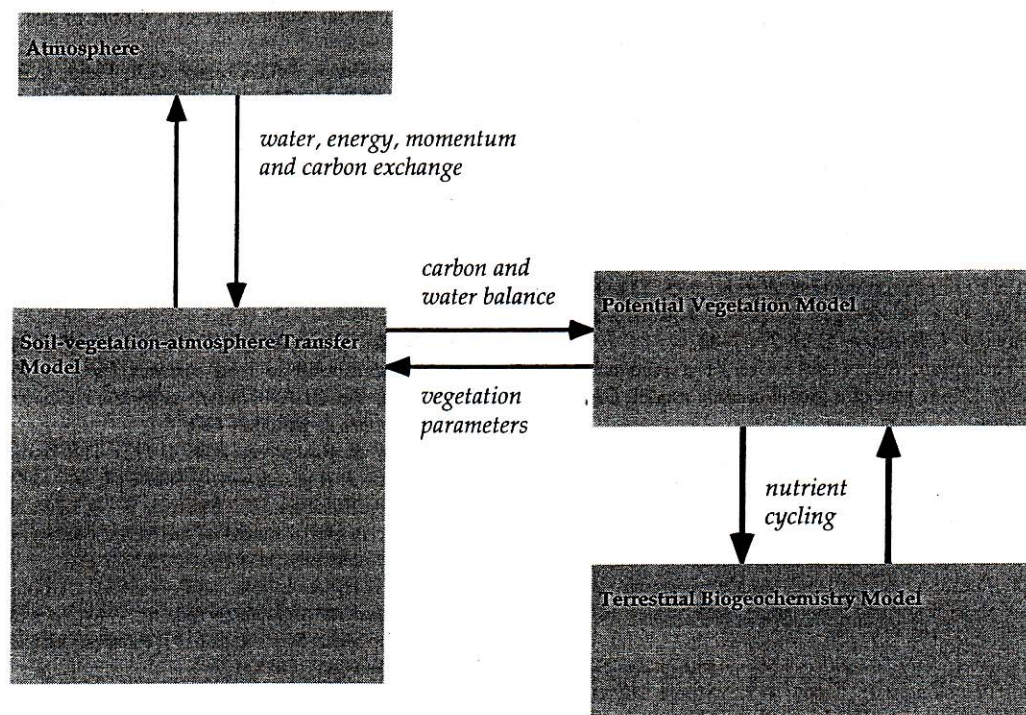 Atmosphere
water, energy, momentum
and carbon exchange
carbon and
water balance
Potential Vegetation Model
Soil-vegetation-atmosphere Transfer
Model
vegetation
parameters
nutrient
cycling
Terrestrial Biogeochemistry Model